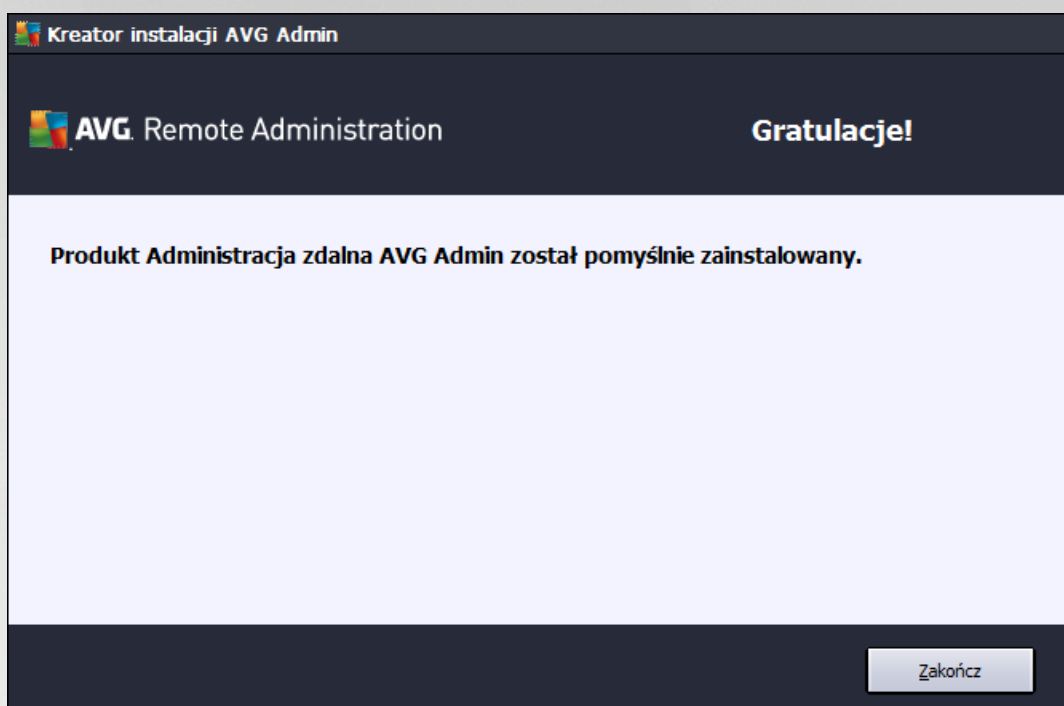 Kreator instalacji AVG Admin
AVG. Remote Administration
Gratulacje!
Produkt Administracja zdalna AVG Admin został pomyślnie zainstalowany.
Zakończ